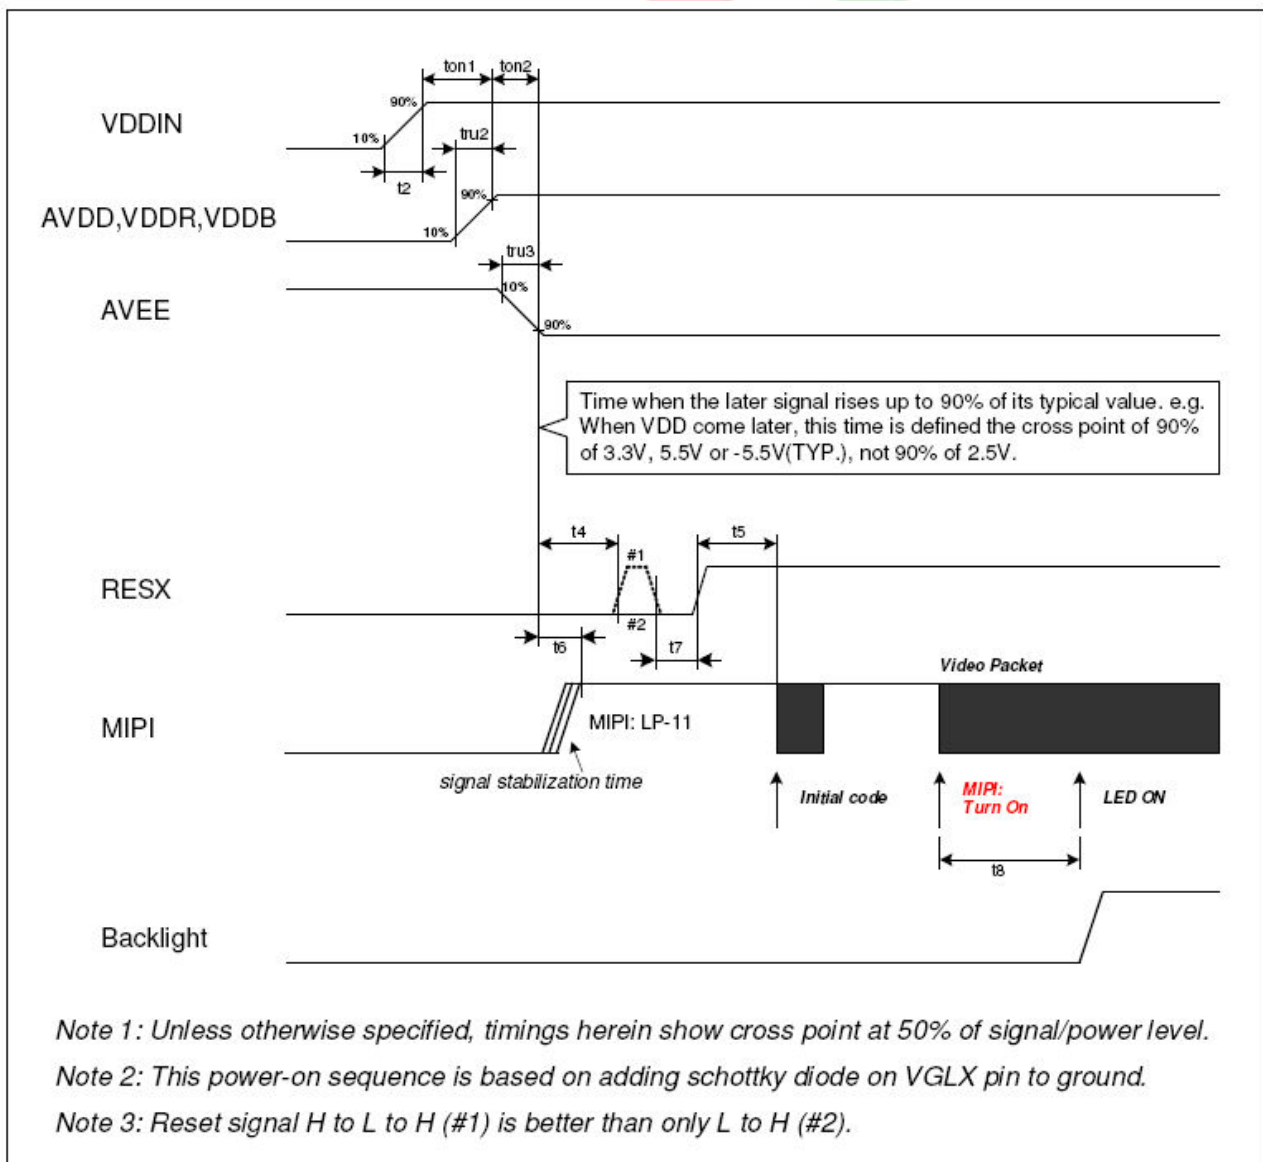 ton1 ton2
VDDIN
90%
10%
tru2
t2
AVDD,VDDR,VDDB
90%
10%
tru3
AVEE
10%
90%
Time when the later signal rises up to 90% of its typical value. e.g.
When VDD come later, this time is defined the cross point of 90%
of 3.3V, 5.5V or -5.5V(TYP.), not 90% of 2.5V.
t4
#1
t5
RESX
#2
t6
t7
Video Packet
MIPI
MIPI: LP-11
signal stabilization time
Initial code
MIPI:
Turn On
LED ON
t8
Backlight
Note 1: Unless otherwise specified, timings herein show cross point at 50% of signal/power level.
Note 2: This power-on sequence is based on adding schottky diode on VGLX pin to ground.
Note 3: Reset signal H to L to H (#1) is better than only L to H (#2).